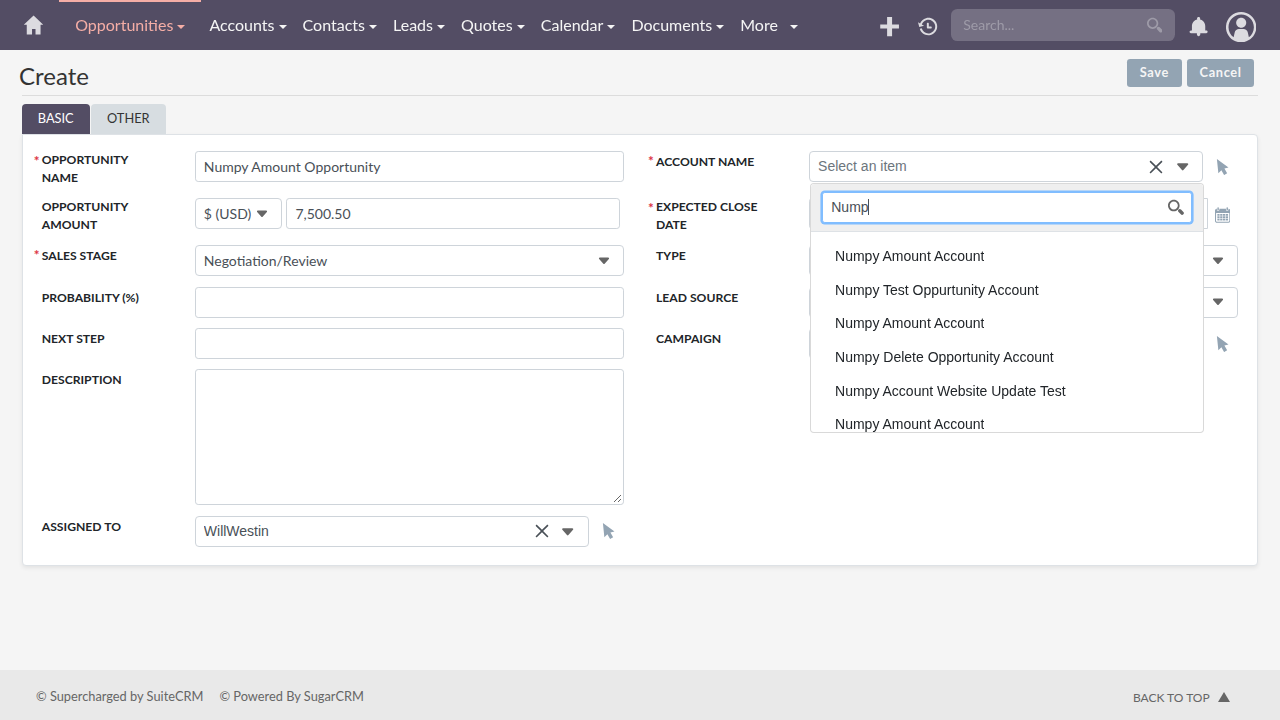 Opportunities Accounts Contacts Leads Quotes Calendar Documents More Search...
Create
Save Cancel
BASIC OTHER
* OPPORTUNITY NAME
Numpy Amount Opportunity
* ACCOUNT NAME
Select an item
Nump
Numpy Amount Account
Numpy Test Oppurtunity Account
Numpy Amount Account
Numpy Delete Opportunity Account
Numpy Account Website Update Test
Numpy Amount Account
OPPORTUNITY AMOUNT
$ (USD) 7,500.50
* EXPECTED CLOSE DATE
* SALES STAGE
Negotiation/Review
TYPE
PROBABILITY (%)
LEAD SOURCE
NEXT STEP
CAMPAIGN
DESCRIPTION
ASSIGNED TO
WillWestin
© Supercharged by SuiteCRM © Powered By SugarCRM
BACK TO TOP